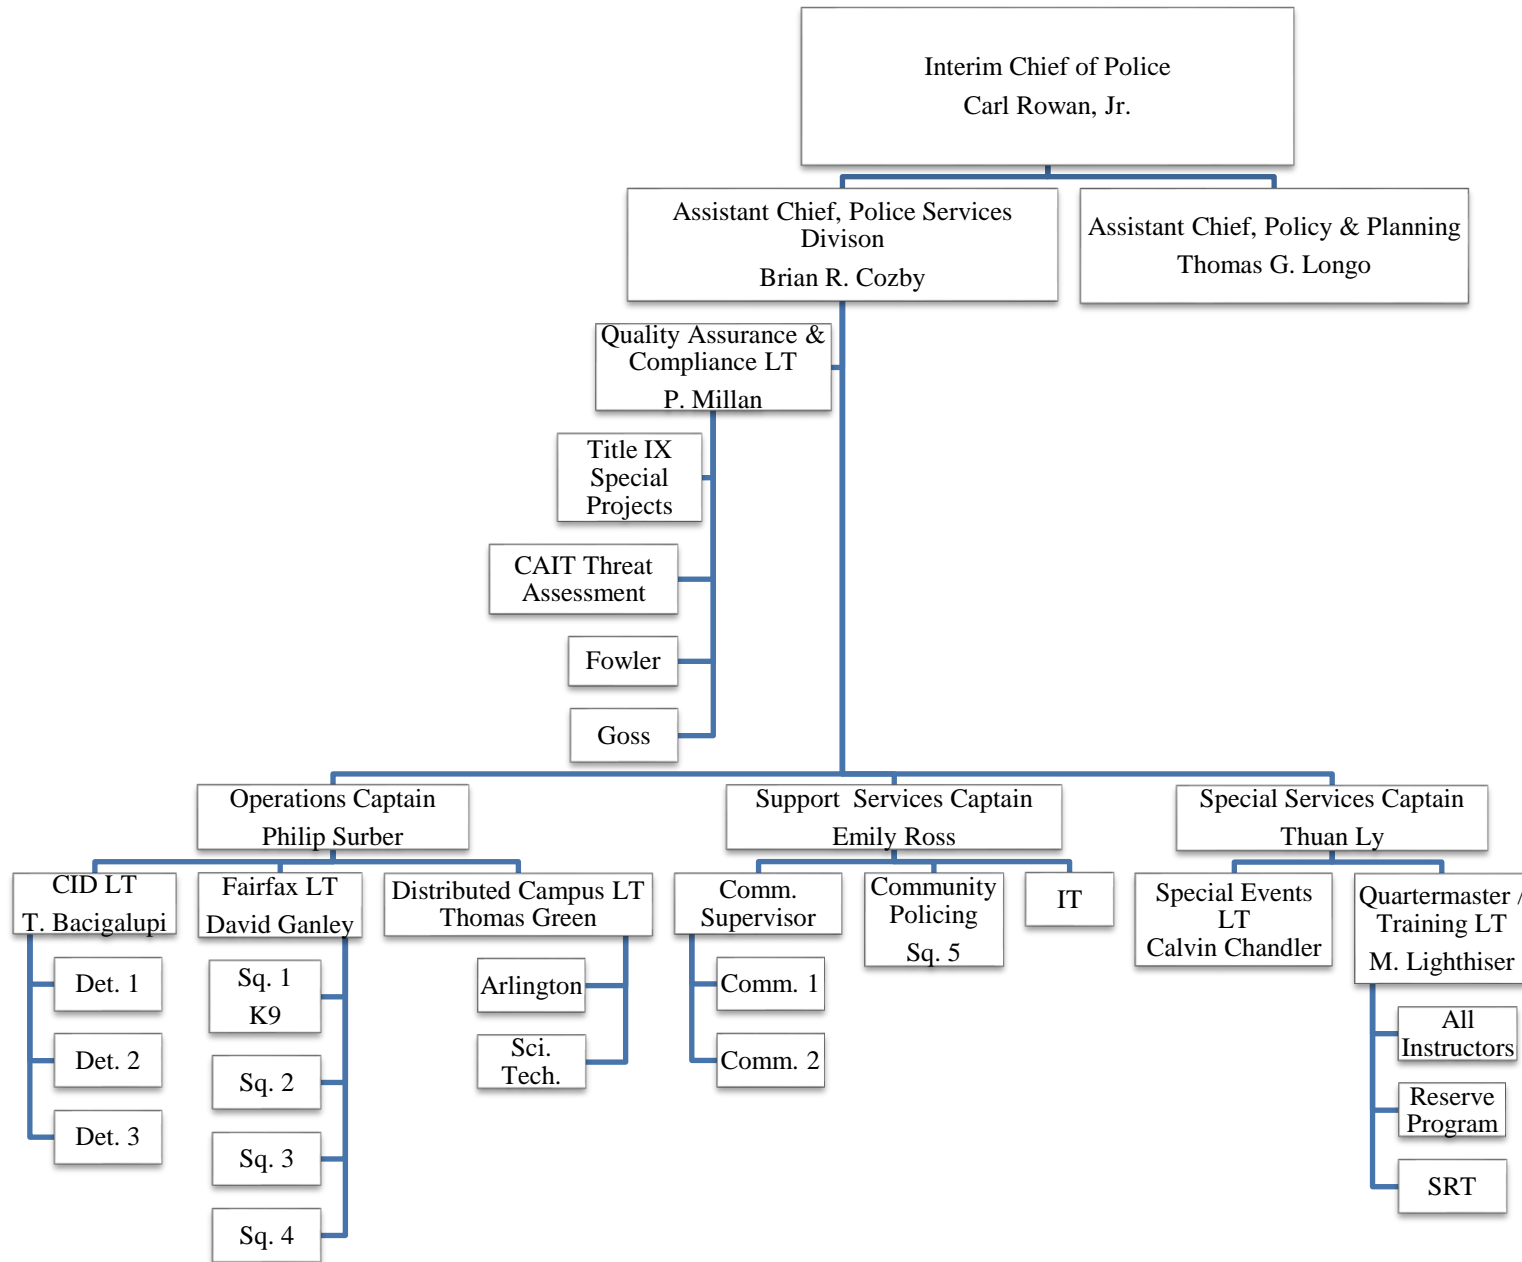 Interim Chief of Police
Carl Rowan, Jr.
Assistant Chief, Police Services
Divison
Brian R. Cozby
Assistant Chief, Policy & Planning
Thomas G. Longo
Quality Assurance &
Compliance LT
P. Millan
Title IX
Special
Projects
CAIT Threat
Assessment
Fowler
Goss
Operations Captain
Philip Surber
Support Services Captain
Emily Ross
Special Services Captain
Thuan Ly
CID LT
T. Bacigalupi
Det. 1
Det. 2
Det. 3
Fairfax LT
David Ganley
Sq. 1
K9
Sq. 2
Sq. 3
Sq. 4
Distributed Campus LT
Thomas Green
Arlington
Sci.
Tech.
Comm.
Supervisor
Comm. 1
Comm. 2
Community
Policing
Sq. 5
IT
Special Events
LT
Calvin Chandler
Quartermaster /
Training LT
M. Lighthiser
All
Instructors
Reserve
Program
SRT